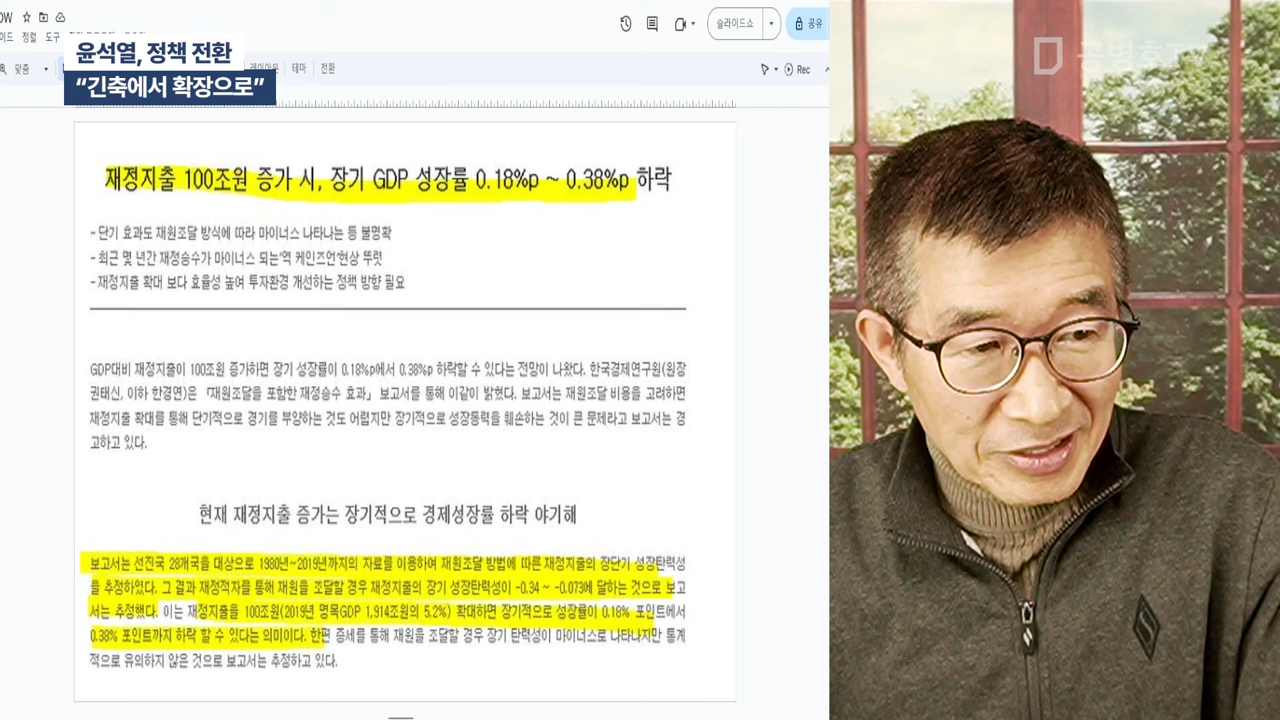 윤석열, 정책 전환
“긴축에서 확장으로”
정렬 도구
슬라이드쇼
공유
맞춤
레이아웃 테마 전환
Rec
공병호TV
재정지출 100조원 증가 시, 장기 GDP 성장률 0.18%p ~ 0.38%p 하락
- 단기 효과도 재원조달 방식에 따라 마이너스 나타나는 등 불명확
- 최근 몇 년간 재정승수가 마이너스 되는‘역 케인즈언’현상 뚜렷
- 재정지출 확대 보다 효율성 높여 투자환경 개선하는 정책 방향 필요
GDP대비 재정지출이 100조원 증가하면 장기 성장률이 0.18%p에서 0.38%p 하락할 수 있다는 전망이 나왔다. 한국경제연구원(원장
권태신, 이하 한경연)은 「재원조달을 포함한 재정승수 효과」 보고서를 통해 이같이 밝혔다. 보고서는 재원조달 비용을 고려하면
재정지출 확대를 통해 단기적으로 경기를 부양하는 것도 어렵지만 장기적으로 성장동력을 훼손하는 것이 큰 문제라고 보고서는 경
고하고 있다.
현재 재정지출 증가는 장기적으로 경제성장률 하락 야기해
보고서는 선진국 28개국을 대상으로 1980년~2019년까지의 자료를 이용하여 재원조달 방법에 따른 재정지출의 장단기 성장탄력성
을 추정하였다. 그 결과 재정적자를 통해 재원을 조달할 경우 재정지출의 장기 성장탄력성이 -0.34 ~ -0.073에 달하는 것으로 보고
서는 추정했다. 이는 재정지출을 100조원(2019년 명목GDP 1,914조원의 5.2%) 확대하면 장기적으로 성장률이 0.18% 포인트에서
0.38% 포인트까지 하락 할 수 있다는 의미이다. 한편 증세를 통해 재원을 조달할 경우 장기 탄력성이 마이너스로 나타나지만 통계
적으로 유의하지 않은 것으로 보고서는 추정하고 있다.